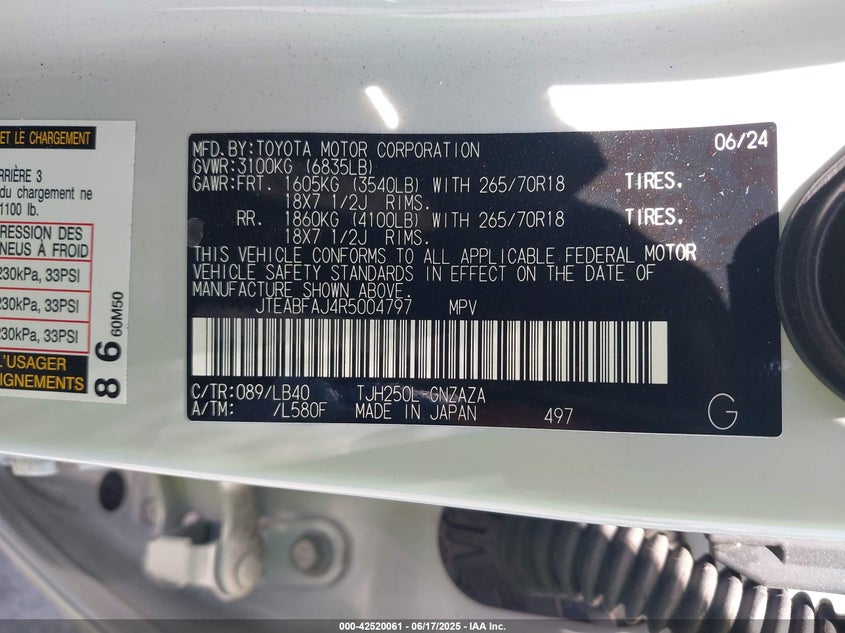 ET LE CHARGEMENT
RRIÈRE 3
du chargement ne
1100 lb.
RESSION DES
NEUS À FROID
230kPa, 33PSI
230kPa, 33PSI
230kPa, 33PSI
L'USAGER
IGNEMENTS
86 60M50
MFD.BY:TOYOTA MOTOR CORPORATION 06/24
GVWR:3100KG (6835LB)
GAWR:FRT. 1605KG (3540LB) WITH 265/70R18 TIRES.
18X7 1/2J RIMS.
RR. 1860KG (4100LB) WITH 265/70R18 TIRES.
18X7 1/2J RIMS.
THIS VEHICLE CONFORMS TO ALL APPLICABLE FEDERAL MOTOR
VEHICLE SAFETY STANDARDS IN EFFECT ON THE DATE OF
MANUFACTURE SHOWN ABOVE.
JTEABFAJ4R5004797 MPV
C/TR:089/LB40 TJH250L-GNZAZA
A/TM: /L580F MADE IN JAPAN 497 G
000-42520061 - 06/17/2025 - IAA Inc.